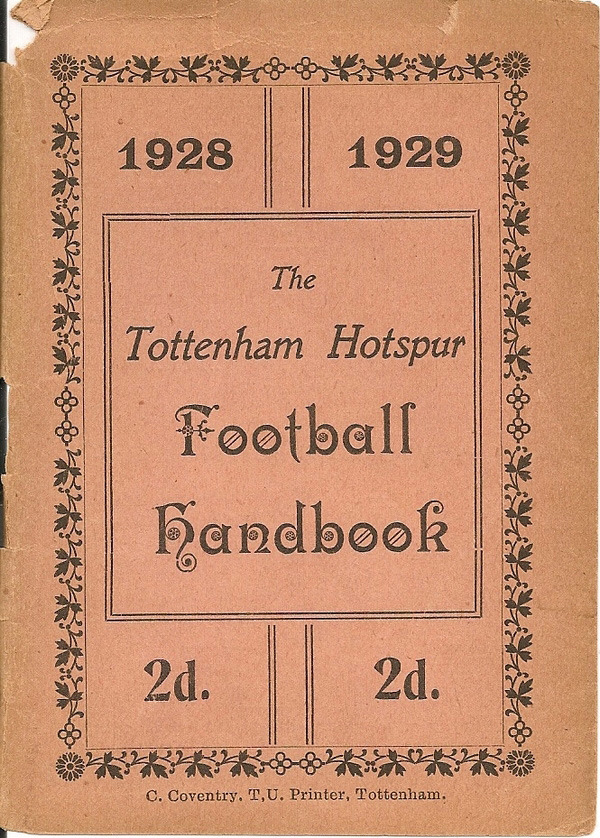 1928 1929
The
Tottenham Hotspur
Football
Handbook
2d. 2d.
C. Coventry. T,U. Printer, Tottenham.